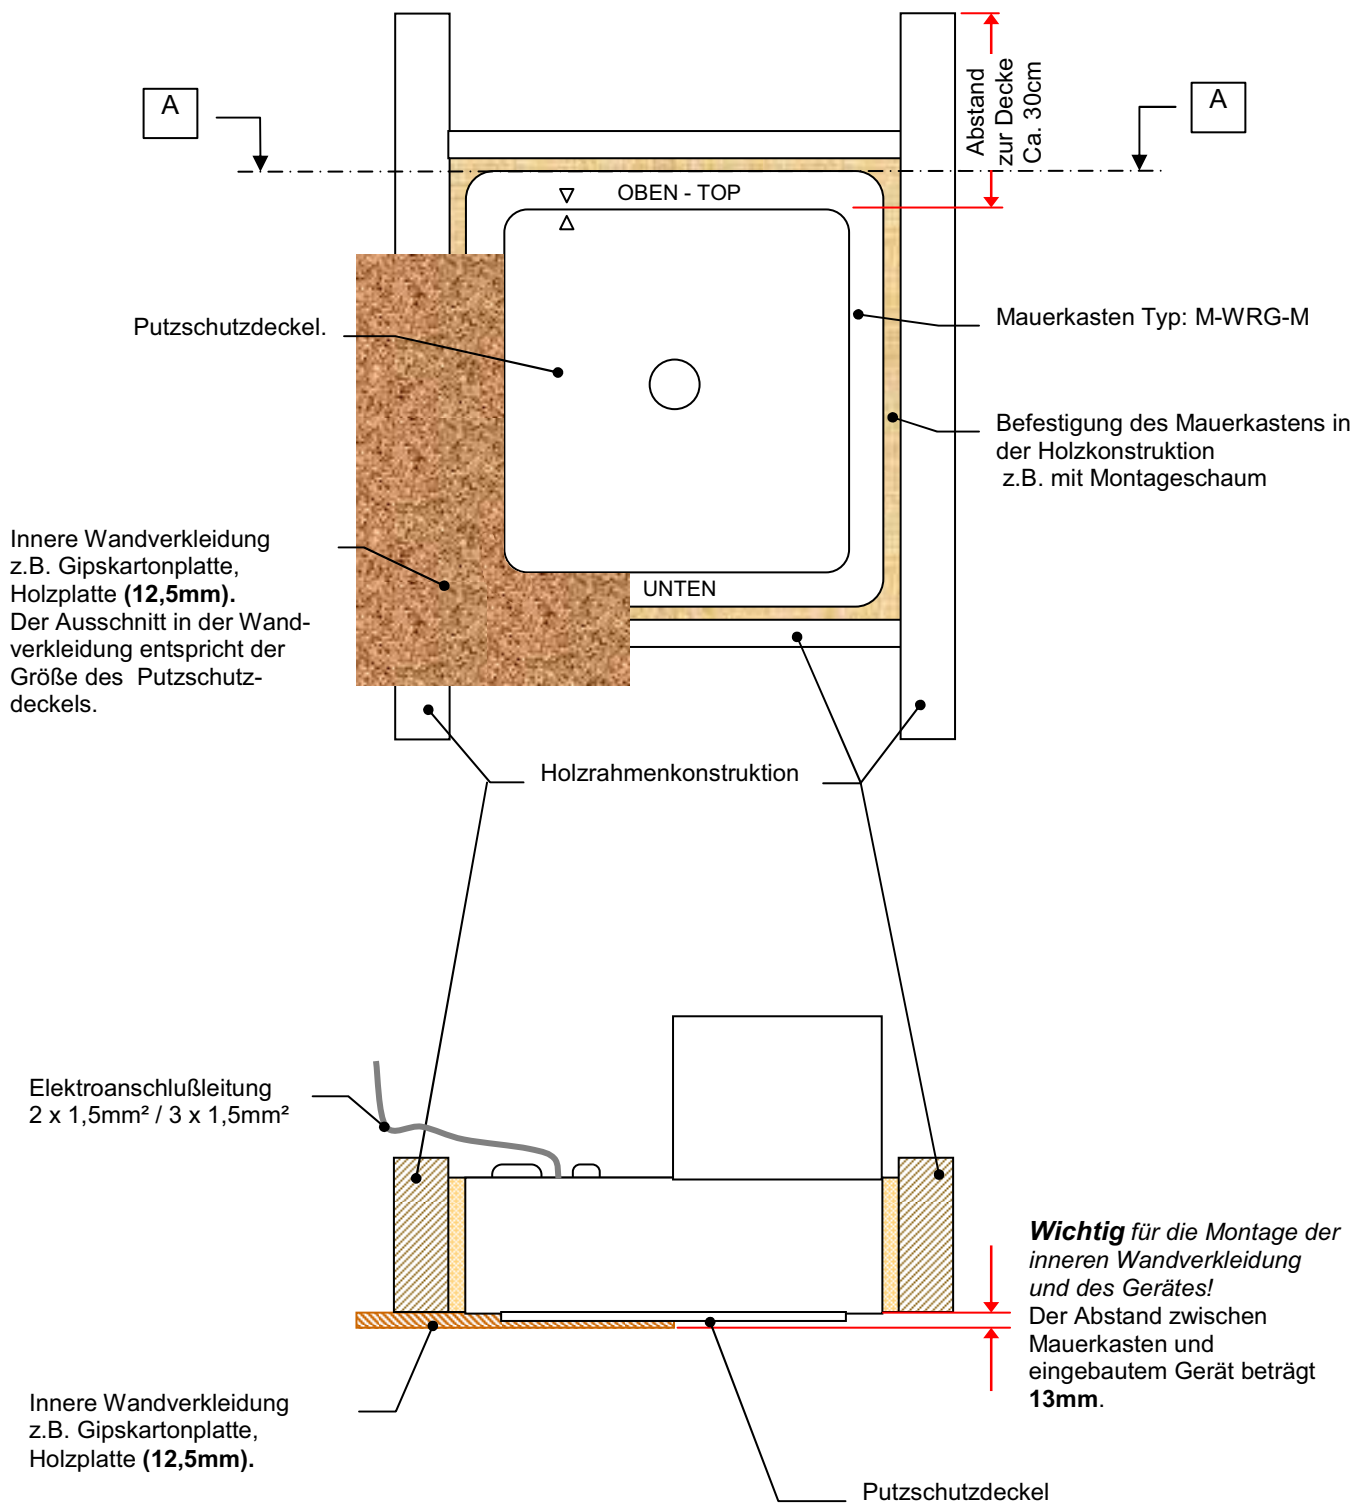 A
A
Abstand
zur Decke
Ca. 30cm
OBEN - TOP
Putzschutzdeckel.
Mauerkasten Typ: M-WRG-M
Befestigung des Mauerkastens in
der Holzkonstruktion
z.B. mit Montageschaum
Innere Wandverkleidung
z.B. Gipskartonplatte,
Holzplatte (12,5mm).
Der Ausschnitt in der Wand-
verkleidung entspricht der
Größe des Putzschutz-
deckels.
UNTEN
Holzrahmenkonstruktion
Elektroanschlußleitung
2 x 1,5mm² / 3 x 1,5mm²
Wichtig für die Montage der
inneren Wandverkleidung
und des Gerätes!
Der Abstand zwischen
Mauerkasten und
eingebautem Gerät beträgt
13mm.
Innere Wandverkleidung
z.B. Gipskartonplatte,
Holzplatte (12,5mm).
Putzschutzdeckel